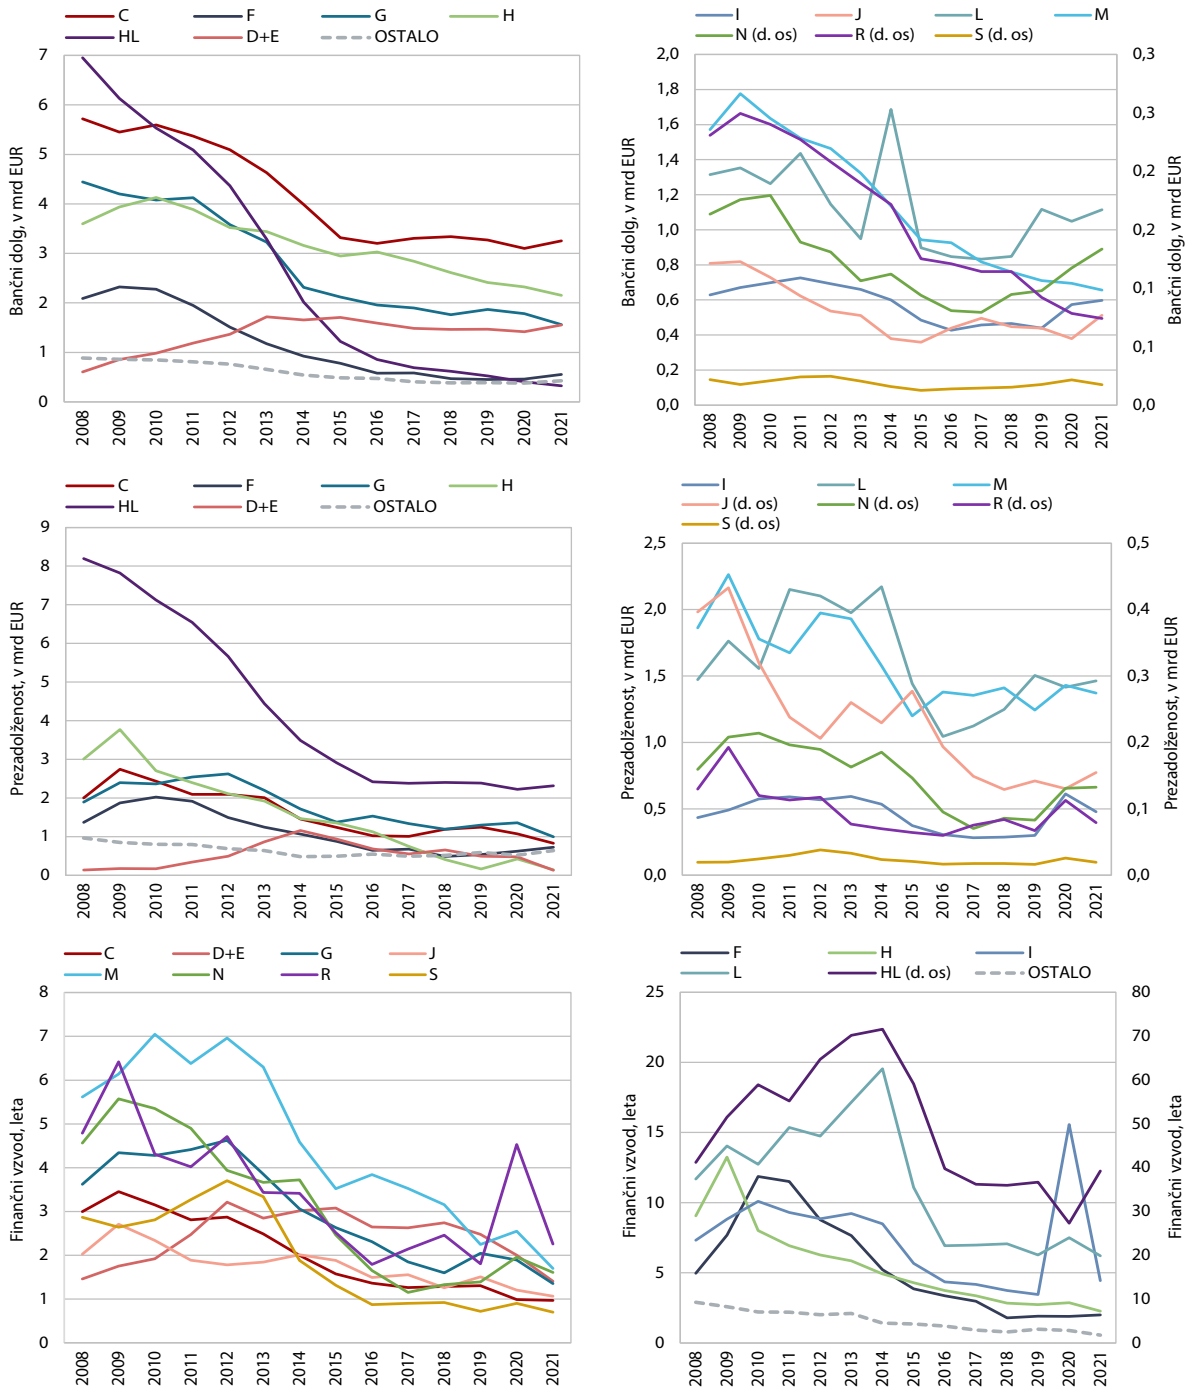 C F G H
HL D+E OSTALO
Bančni dolg, v mrd EUR
7
6
5
4
3
2
1
0
2008 2009 2010 2011 2012 2013 2014 2015 2016 2017 2018 2019 2020 2021
I J L M
N (d. os) R (d. os) S (d. os)
Bančni dolg, v mrd EUR
2,0
1,8
1,6
1,4
1,2
1,0
0,8
0,6
0,4
0,2
0,0
0,3
0,3
0,2
0,2
0,1
0,1
0,0
Bančni dolg, v mrd EUR
2008 2009 2010 2011 2012 2013 2014 2015 2016 2017 2018 2019 2020 2021
C F G H
HL D+E OSTALO
Prezadolženost, v mrd EUR
9
8
7
6
5
4
3
2
1
0
2008 2009 2010 2011 2012 2013 2014 2015 2016 2017 2018 2019 2020 2021
I L M
J (d. os) N (d. os) R (d. os)
S (d. os)
Prezadolženost, v mrd EUR
2,5
2,0
1,5
1,0
0,5
0,0
0,5
0,4
0,3
0,2
0,1
0,0
Prezadolženost, v mrd EUR
2008 2009 2010 2011 2012 2013 2014 2015 2016 2017 2018 2019 2020 2021
C D+E G J
M N R S
Finančni vzvod, leta
8
7
6
5
4
3
2
1
0
2008 2009 2010 2011 2012 2013 2014 2015 2016 2017 2018 2019 2020 2021
F H I
L HL (d. os) OSTALO
Finančni vzvod, leta
25
20
15
10
5
0
80
70
60
50
40
30
20
10
0
Finančni vzvod, leta
2008 2009 2010 2011 2012 2013 2014 2015 2016 2017 2018 2019 2020 2021